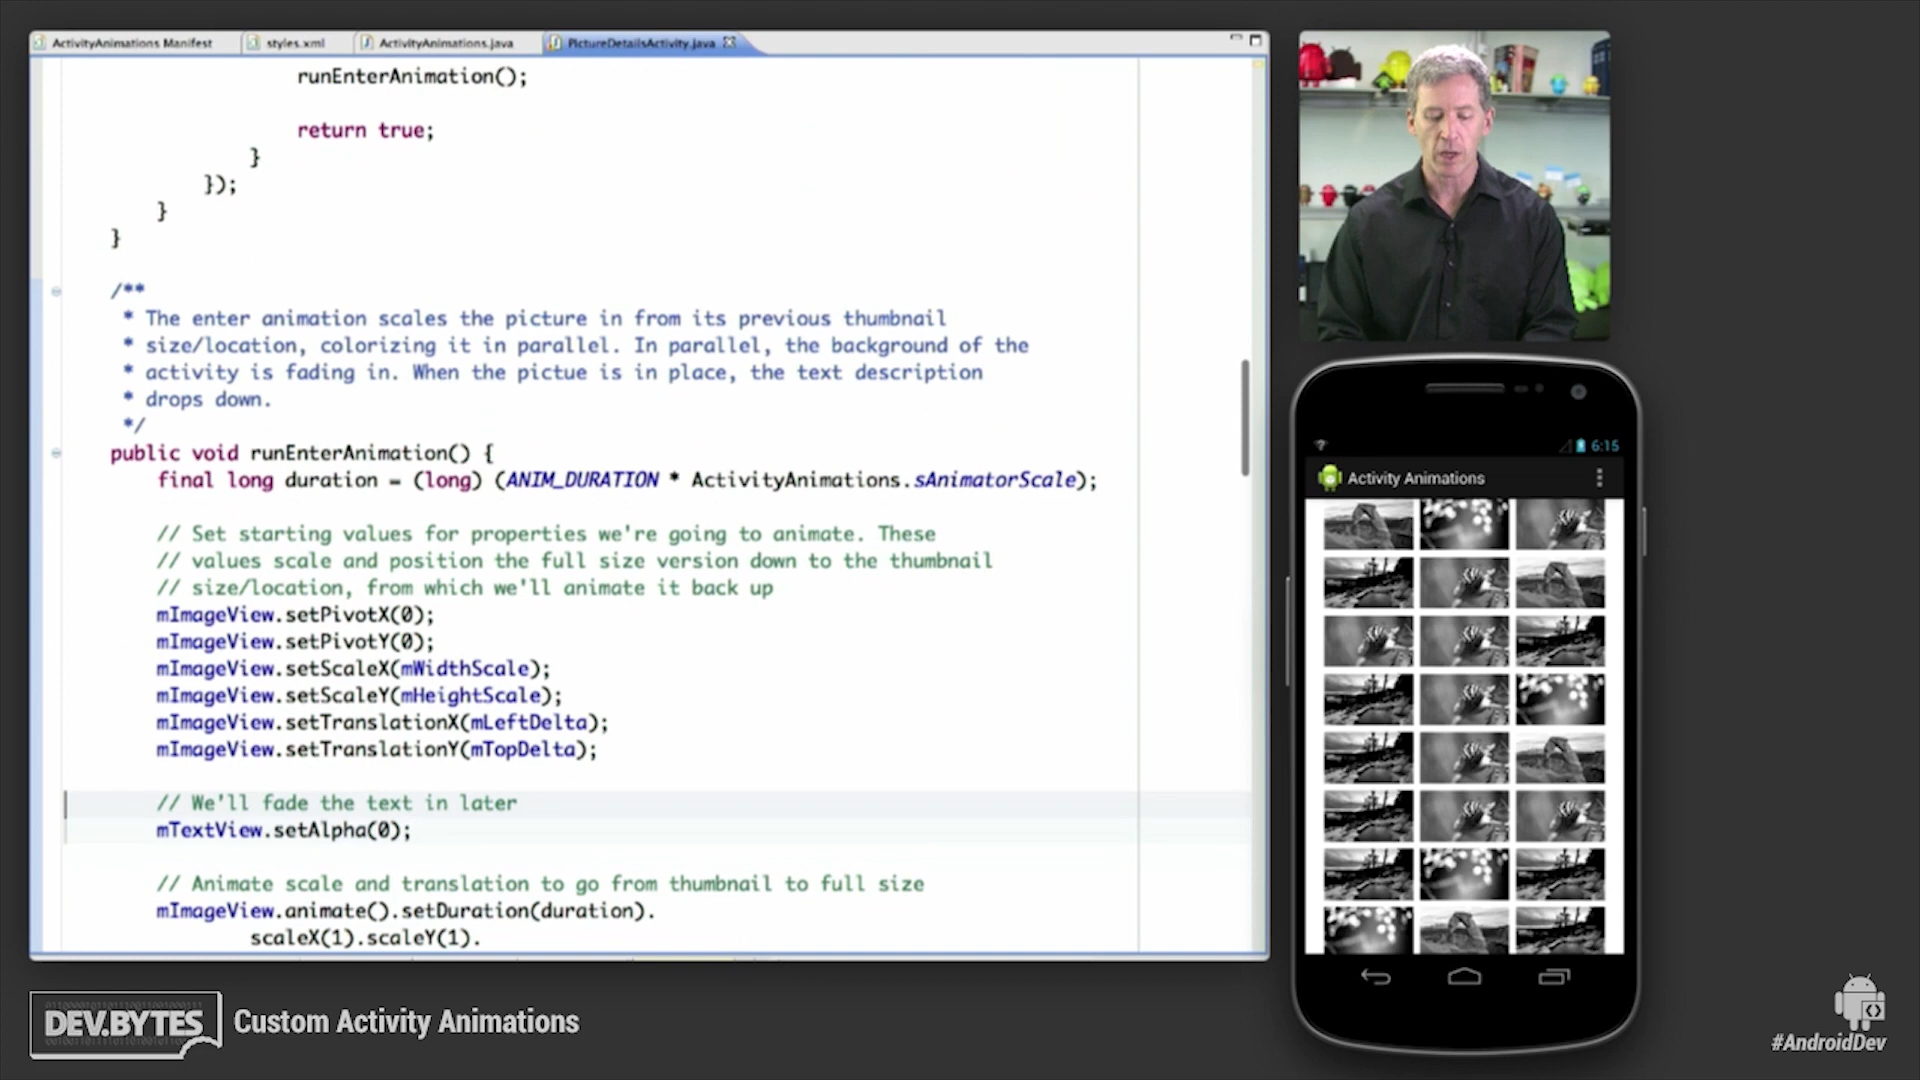 ActivityAnimations Manifest
styles.xml
ActivityAnimations.java
PictureDetailsActivity.java
runEnterAnimation();
return true;
}
});
}
}
/**
* The enter animation scales the picture in from its previous thumbnail
* size/location, colorizing it in parallel. In parallel, the background of the
* activity is fading in. When the pictue is in place, the text description
* drops down.
*/
public void runEnterAnimation() {
final long duration = (long) (ANIM_DURATION * ActivityAnimations.sAnimatorScale);
// Set starting values for properties we're going to animate. These
// values scale and position the full size version down to the thumbnail
// size/location, from which we'll animate it back up
mImageView.setPivotX(0);
mImageView.setPivotY(0);
mImageView.setScaleX(mWidthScale);
mImageView.setScaleY(mHeightScale);
mImageView.setTranslationX(mLeftDelta);
mImageView.setTranslationY(mTopDelta);
// We'll fade the text in later
mTextView.setAlpha(0);
// Animate scale and translation to go from thumbnail to full size
mImageView.animate().setDuration(duration).
scaleX(1).scaleY(1).
6:15
Activity Animations
DEV.BYTES
Custom Activity Animations
#AndroidDev